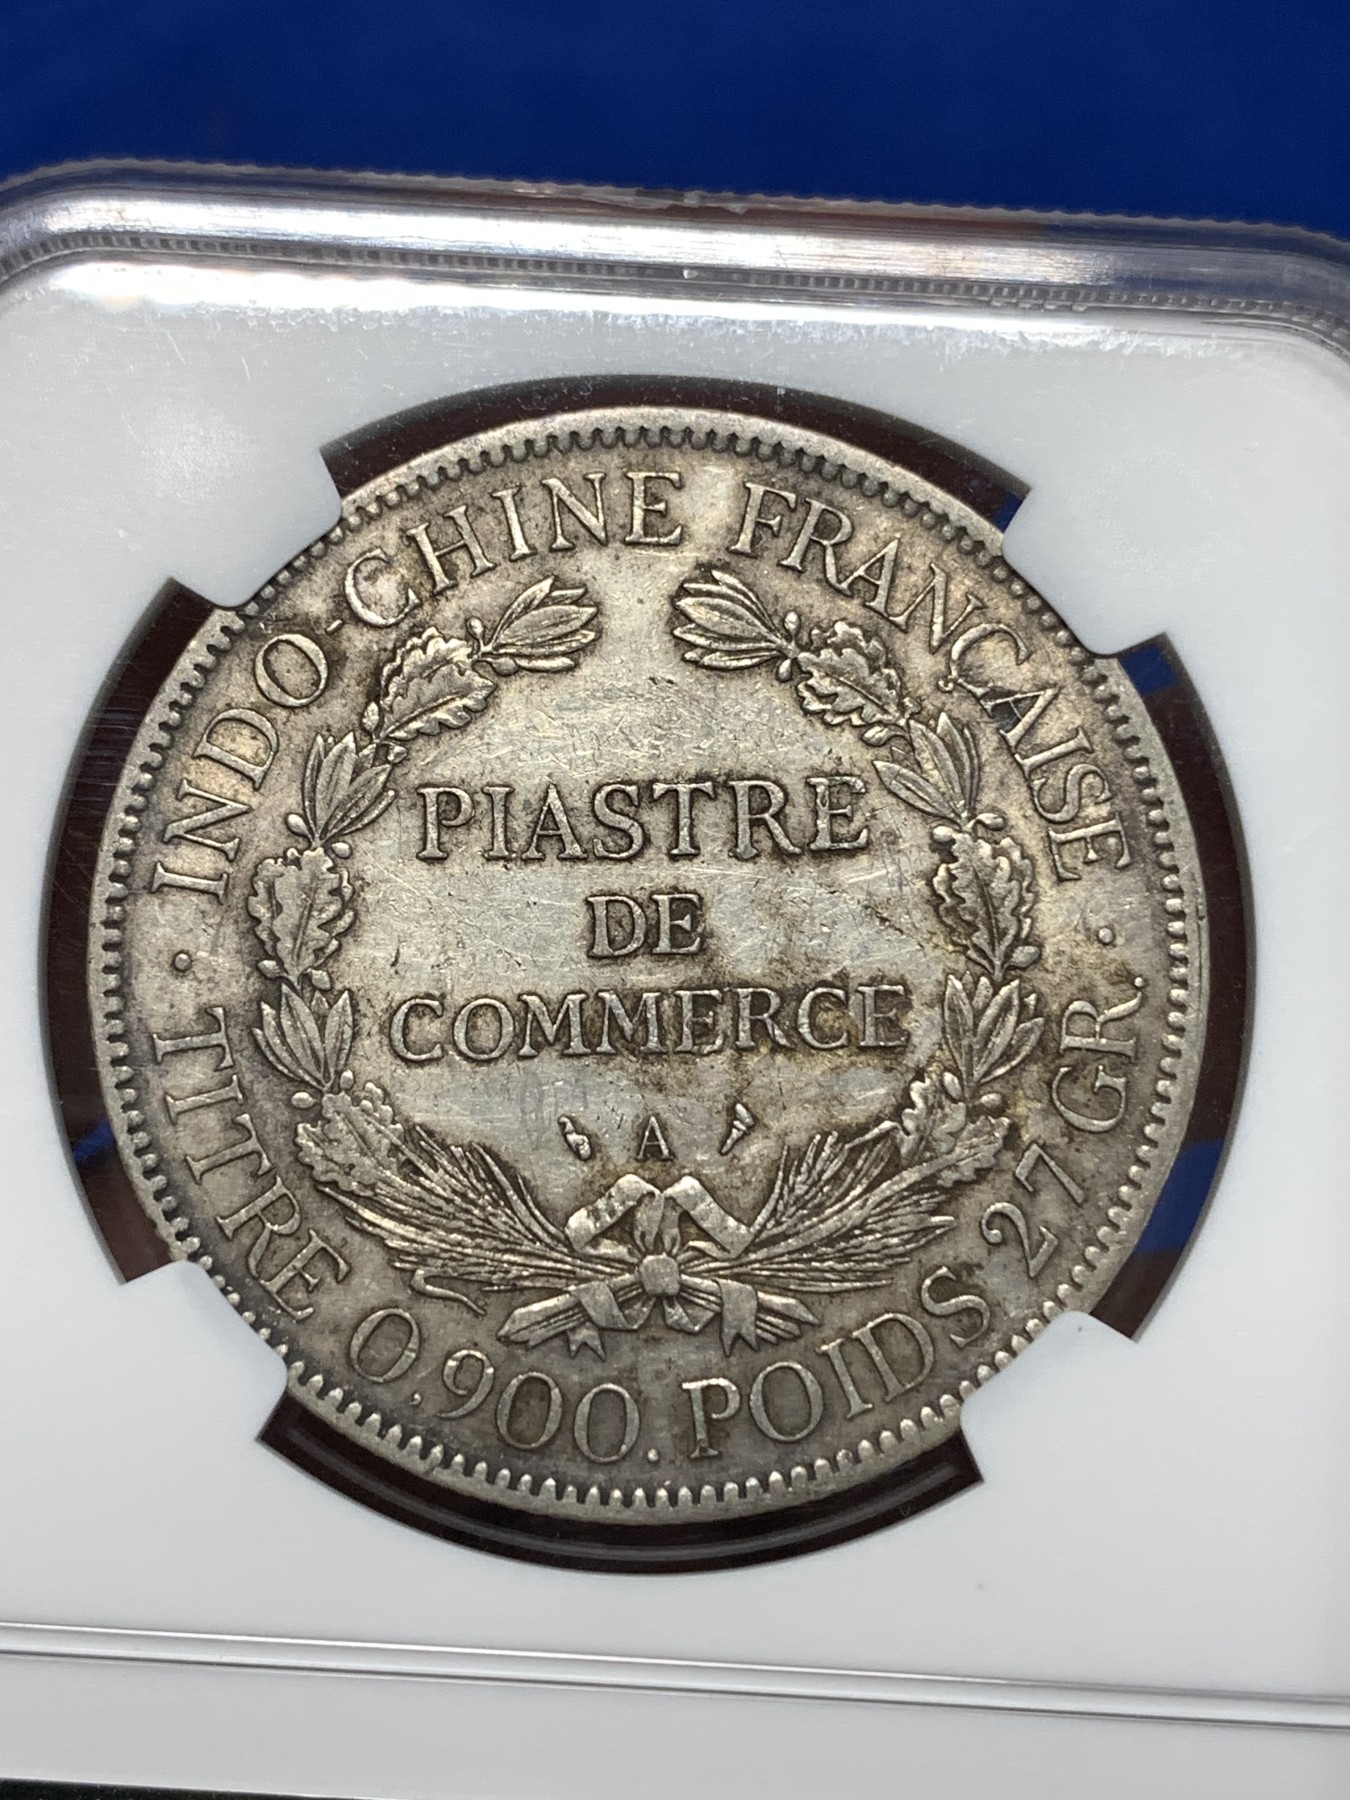 INDO-CHINE FRANÇAISE
PIASTRE
DE
COMMERCE
A
· TITRE 0,900. POIDS 27 GR. ·